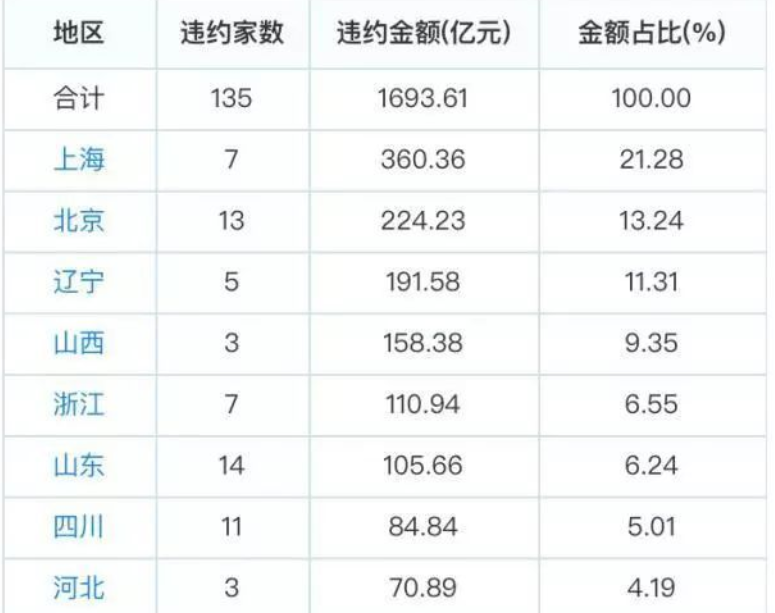 地区 违约家数 违约金额(亿元) 金额占比(%)
合计 135 1693.61 100.00
上海 7 360.36 21.28
北京 13 224.23 13.24
辽宁 5 191.58 11.31
山西 3 158.38 9.35
浙江 7 110.94 6.55
山东 14 105.66 6.24
四川 11 84.84 5.01
河北 3 70.89 4.19